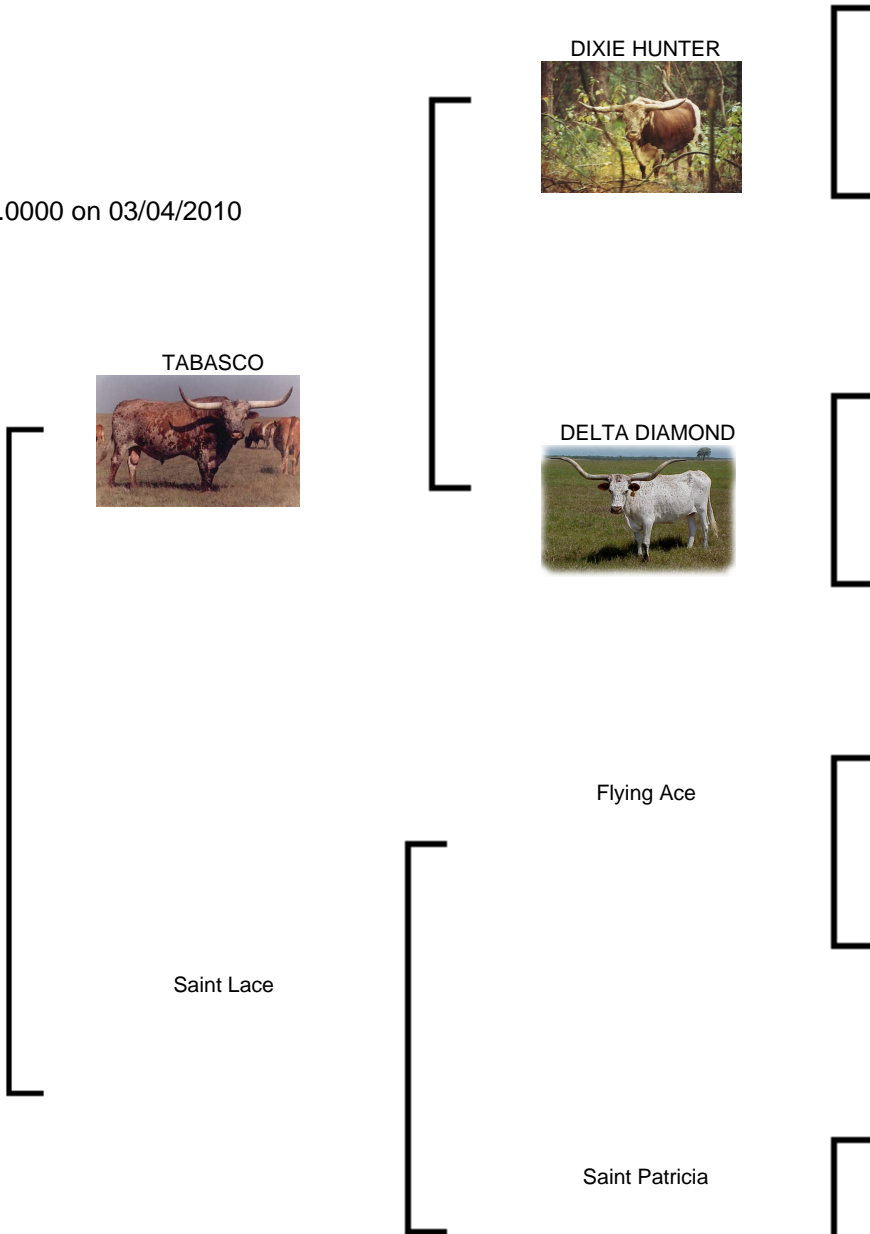 DIXIE HUNTER
.0000 on 03/04/2010
TABASCO
DELTA DIAMOND
Flying Ace
Saint Lace
Saint Patricia